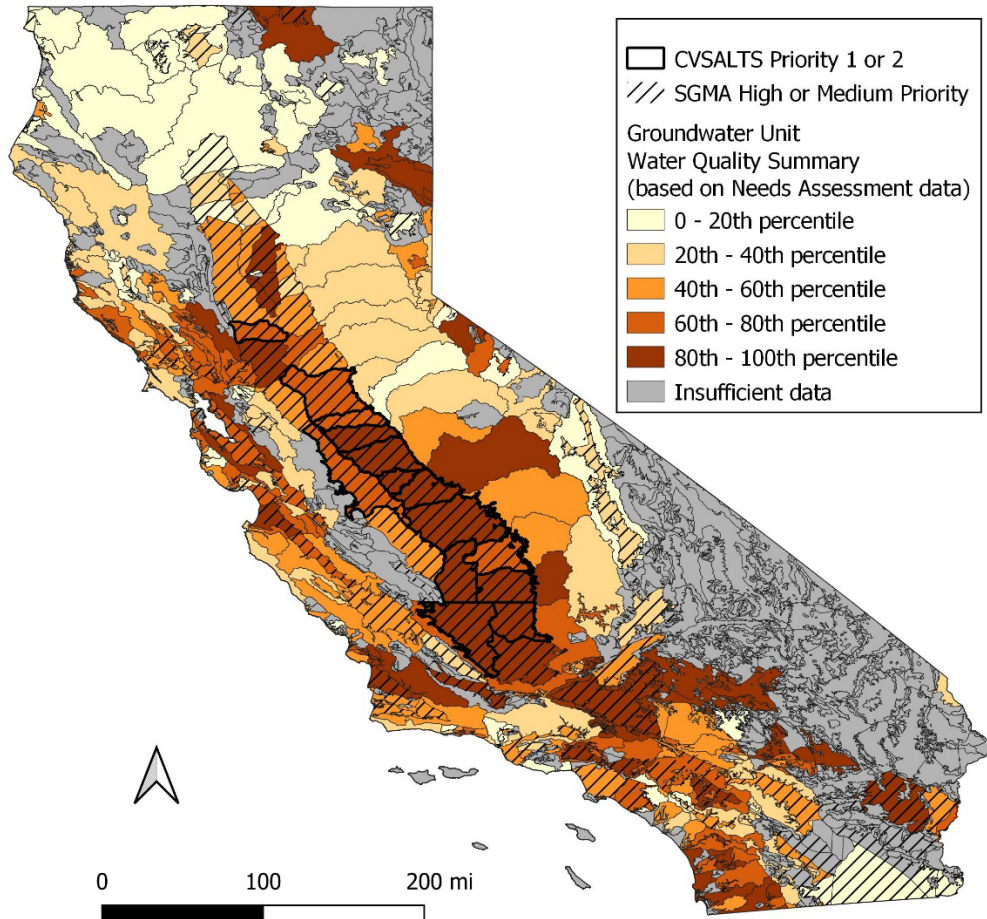 CVSALTS Priority 1 or 2
SGMA High or Medium Priority
Groundwater Unit
Water Quality Summary
(based on Needs Assessment data)
0 - 20th percentile
20th - 40th percentile
40th - 60th percentile
60th - 80th percentile
80th - 100th percentile
Insufficient data
0 100 200 mi